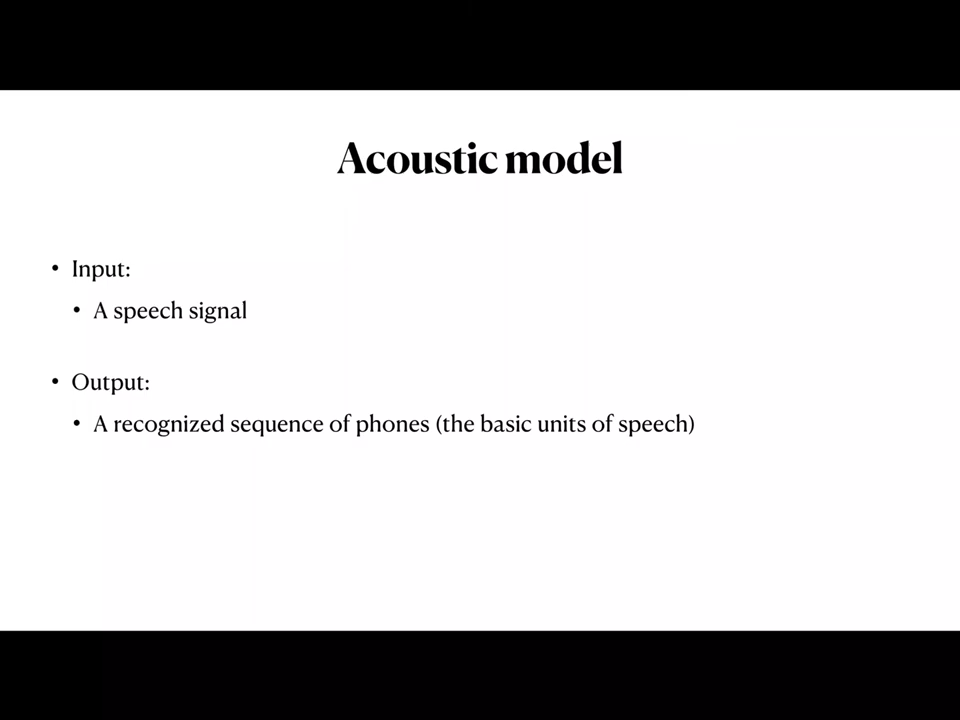 Acoustic model
• Input:
• A speech signal
• Output:
• A recognized sequence of phones (the basic units of speech)